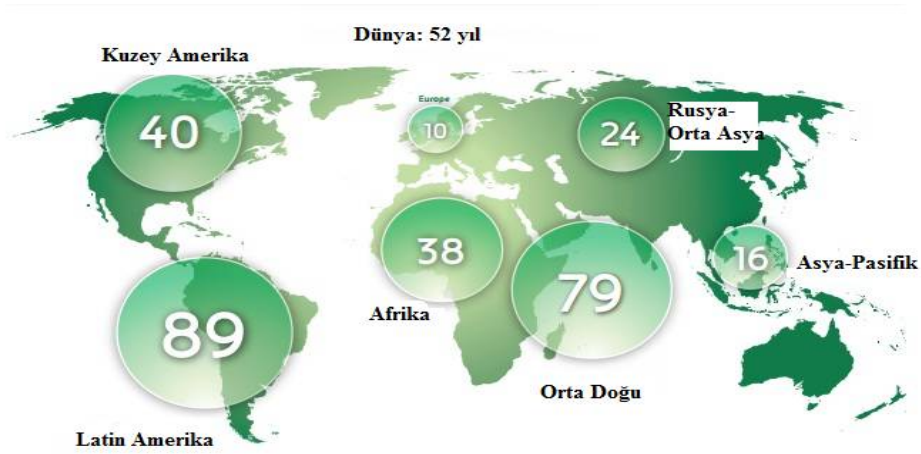 Dünya: 52 yıl
Kuzey Amerika
40
Europe
10
24
Rusya-
Orta Asya
38
Afrika
79
Orta Doğu
16
Asya-Pasifik
89
Latin Amerika